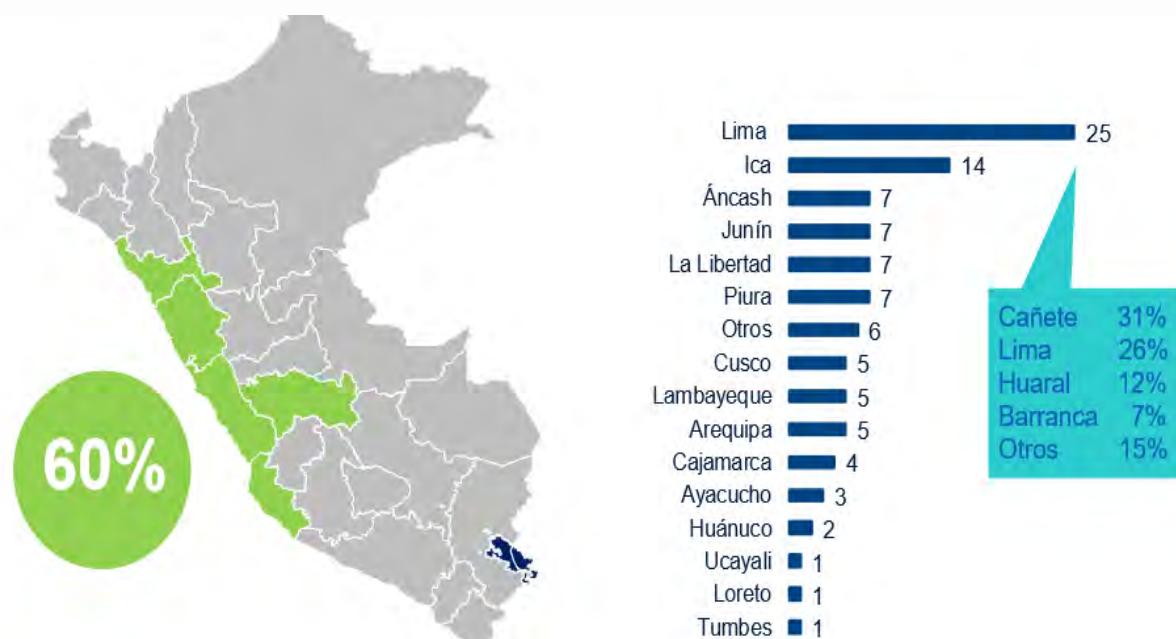 60%
Lima 25
Ica 14
Áncash 7
Junín 7
La Libertad 7
Piura 7
Otros 6
Cusco 5
Lambayeque 5
Arequipa 5
Cajamarca 4
Ayacucho 3
Huánuco 2
Ucayali 1
Loreto 1
Tumbes 1
Cañete 31%
Lima 26%
Huaral 12%
Barranca 7%
Otros 15%